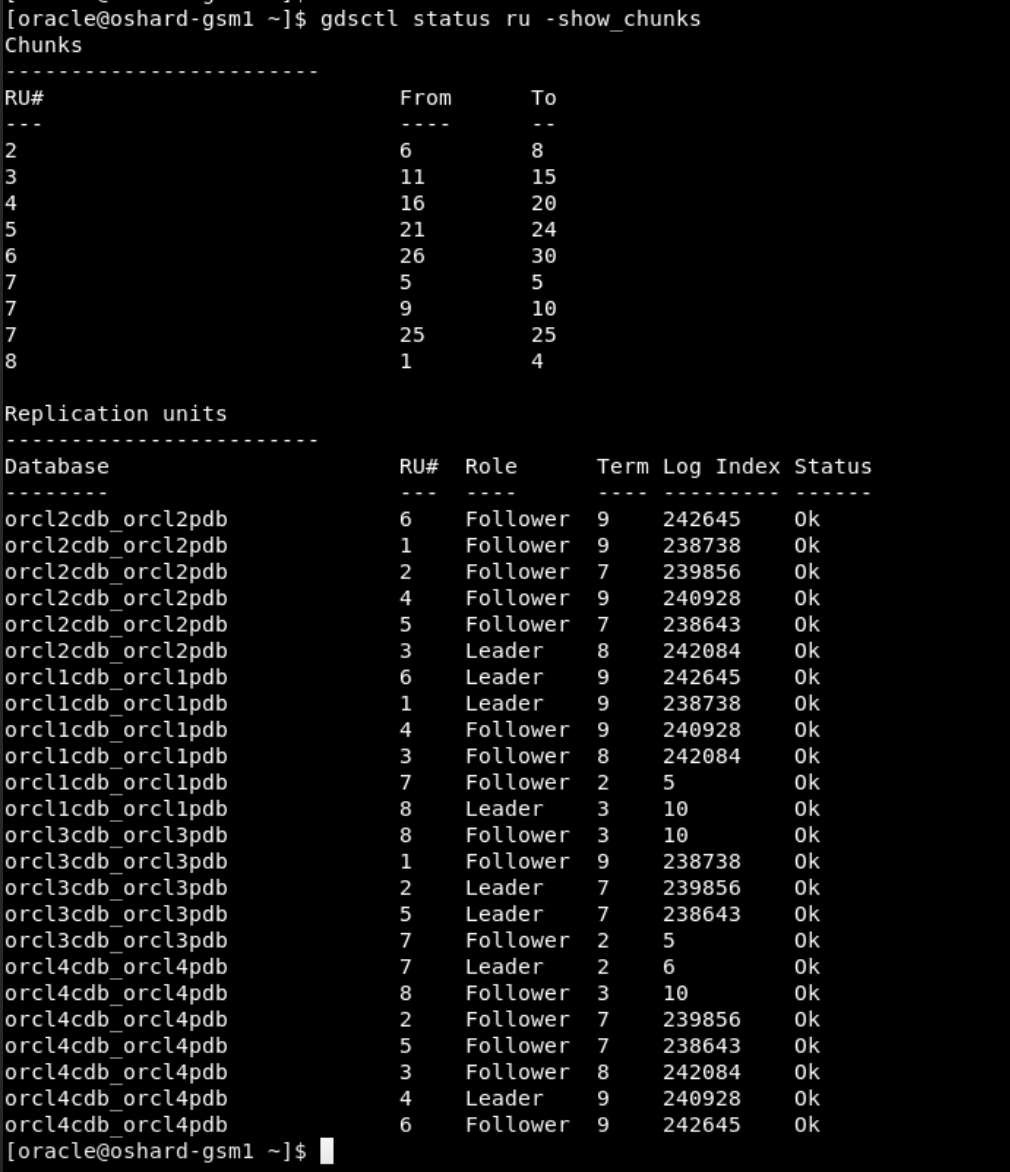 [oracle@oshard-gsm1 ~]$ gdsctl status ru -show_chunks
Chunks
------------------------
RU#                           From      To
---                           ----      --
2                             6         8
3                             11        15
4                             16        20
5                             21        24
6                             26        30
7                             5         5
7                             9         10
7                             25        25
8                             1         4

Replication units
------------------------
Database                      RU#  Role      Term Log Index Status
--------                      ---  ----      ---- --------- ------
orcl2cdb_orcl2pdb             6    Follower  9    242645    Ok
orcl2cdb_orcl2pdb             1    Follower  9    238738    Ok
orcl2cdb_orcl2pdb             2    Follower  7    239856    Ok
orcl2cdb_orcl2pdb             4    Follower  9    240928    Ok
orcl2cdb_orcl2pdb             5    Follower  7    238643    Ok
orcl2cdb_orcl2pdb             3    Leader    8    242084    Ok
orcl1cdb_orcl1pdb             6    Leader    9    242645    Ok
orcl1cdb_orcl1pdb             1    Leader    9    238738    Ok
orcl1cdb_orcl1pdb             4    Follower  9    240928    Ok
orcl1cdb_orcl1pdb             3    Follower  8    242084    Ok
orcl1cdb_orcl1pdb             7    Follower  2    5         Ok
orcl1cdb_orcl1pdb             8    Leader    3    10        Ok
orcl3cdb_orcl3pdb             8    Follower  3    10        Ok
orcl3cdb_orcl3pdb             1    Follower  9    238738    Ok
orcl3cdb_orcl3pdb             2    Leader    7    239856    Ok
orcl3cdb_orcl3pdb             5    Leader    7    238643    Ok
orcl3cdb_orcl3pdb             7    Follower  2    5         Ok
orcl4cdb_orcl4pdb             7    Leader    2    6         Ok
orcl4cdb_orcl4pdb             8    Follower  3    10        Ok
orcl4cdb_orcl4pdb             2    Follower  7    239856    Ok
orcl4cdb_orcl4pdb             5    Follower  7    238643    Ok
orcl4cdb_orcl4pdb             3    Follower  8    242084    Ok
orcl4cdb_orcl4pdb             4    Leader    9    240928    Ok
orcl4cdb_orcl4pdb             6    Follower  9    242645    Ok
[oracle@oshard-gsm1 ~]$